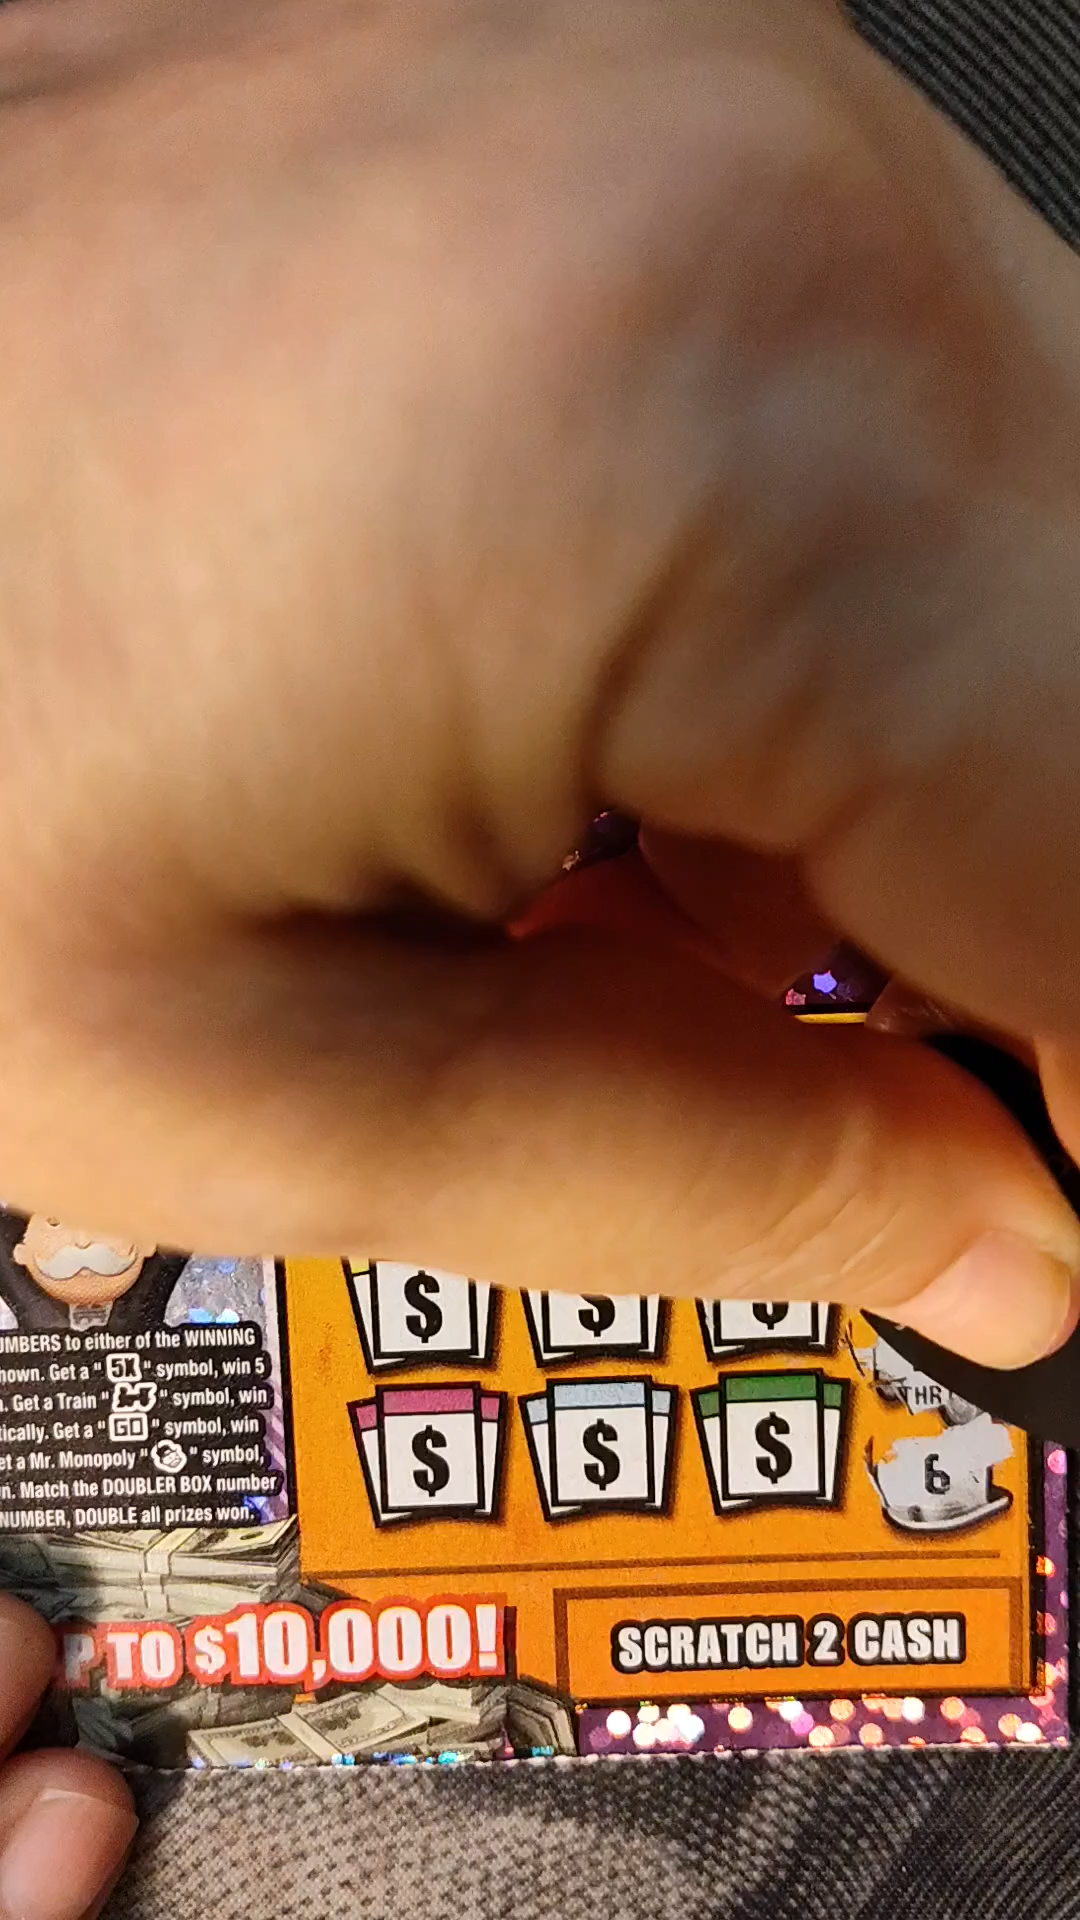 $ $ $
THR
$ $ $ 6
UMBERS to either of the WINNING
hown. Get a "5X" symbol, win 5
. Get a Train " " symbol, win
tically. Get a "GO" symbol, win
et a Mr. Monopoly " " symbol,
n. Match the DOUBLER BOX number
NUMBER, DOUBLE all prizes won.
P TO $10,000!
SCRATCH 2 CASH